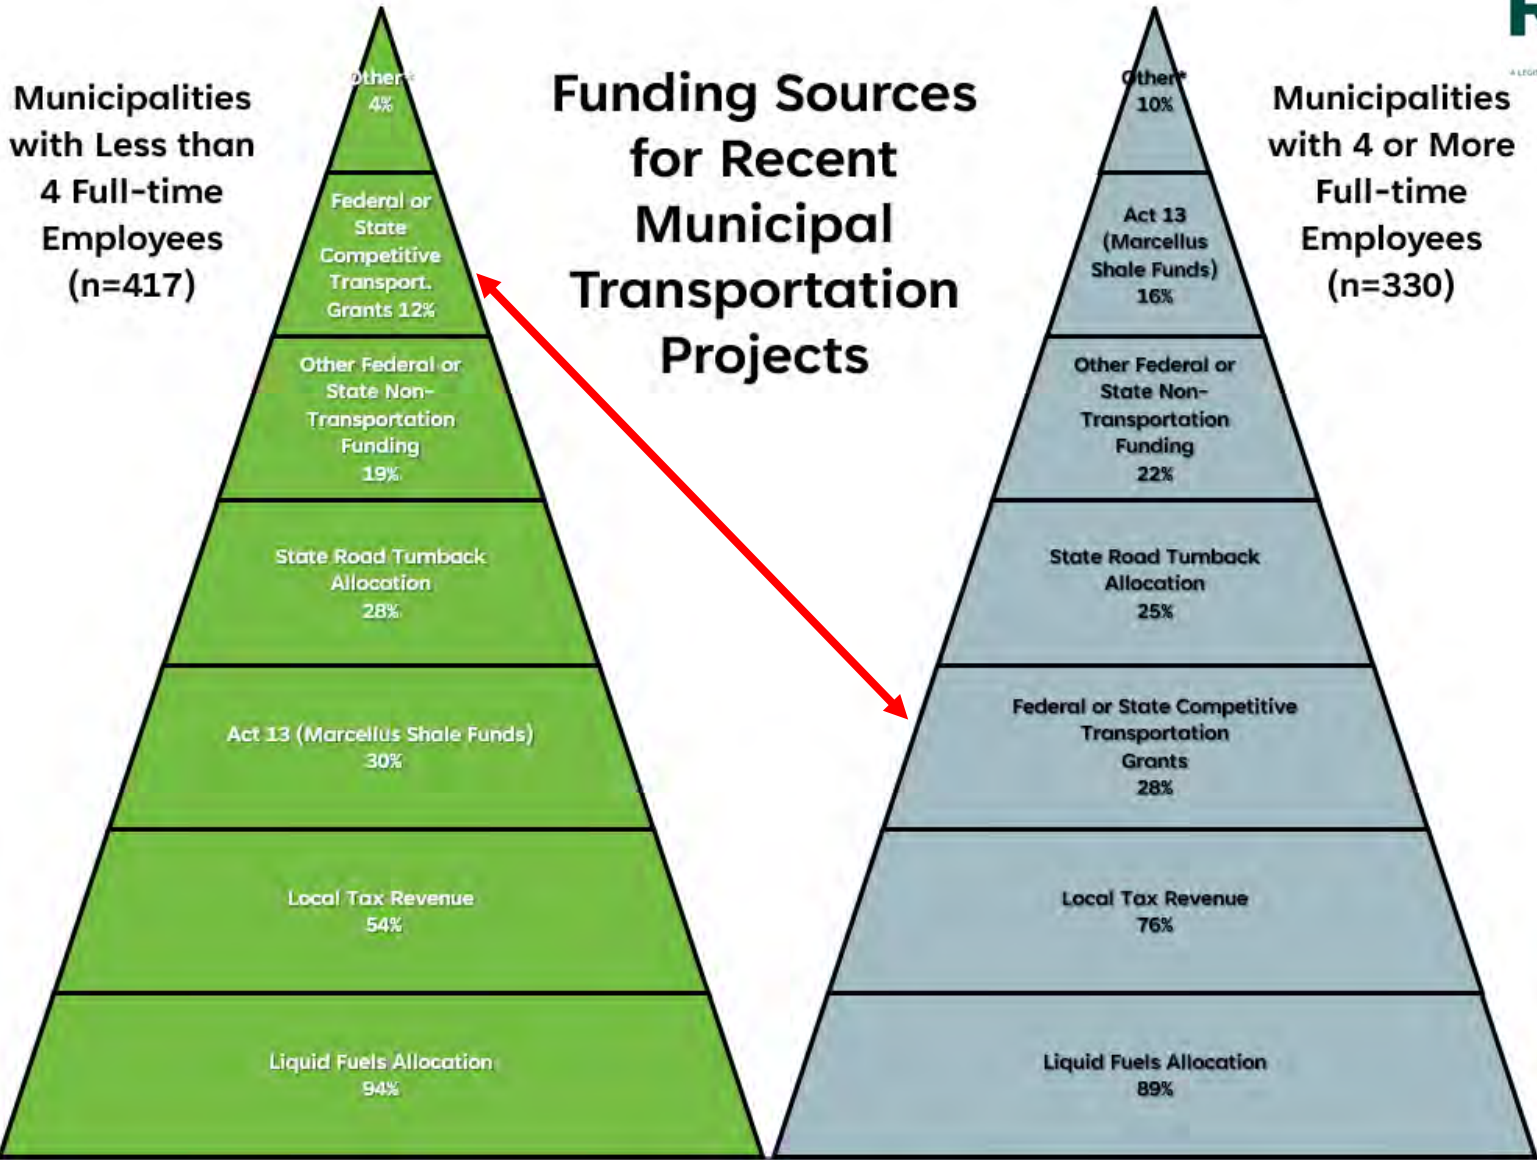 Municipalities
with Less than
4 Full-time
Employees
(n=417)
Funding Sources
for Recent
Municipal
Transportation
Projects
Municipalities
with 4 or More
Full-time
Employees
(n=330)
Other*
4%
Federal or
State
Competitive
Transport.
Grants 12%
Other Federal or
State Non-
Transportation
Funding
19%
State Road Turnback
Allocation
28%
Act 13 (Marcellus Shale Funds)
30%
Local Tax Revenue
54%
Liquid Fuels Allocation
94%
Other*
10%
Act 13
(Marcellus
Shale Funds)
16%
Other Federal or
State Non-
Transportation
Funding
22%
State Road Turnback
Allocation
25%
Federal or State Competitive
Transportation
Grants
28%
Local Tax Revenue
76%
Liquid Fuels Allocation
89%